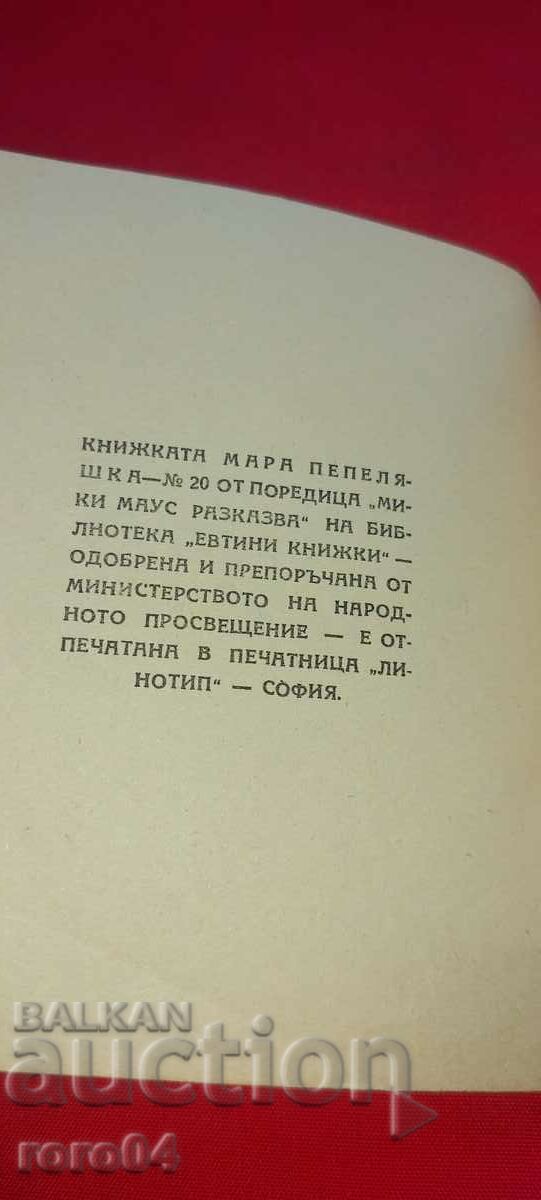 КНИЖКАТА МАРА ПЕПЕЛЯ-
ШКА—№ 20 ОТ ПОРЕДИЦА „МИ-
КИ МАУС РАЗКАЗВА“ НА БИБ-
ЛНОТЕКА „ЕВТИНИ КНИЖКИ“ —
ОДОБРЕНА И ПРЕПОРЪЧАНА ОТ
МИНИСТЕРСТВОТО НА НАРОД-
НОТО ПРОСВЕЩЕНИЕ — Е ОТ-
ПЕЧАТАНА В ПЕЧАТНИЦА „ЛИ-
НОТИП“ — СОФИЯ.
BALKAN
auction
roro04